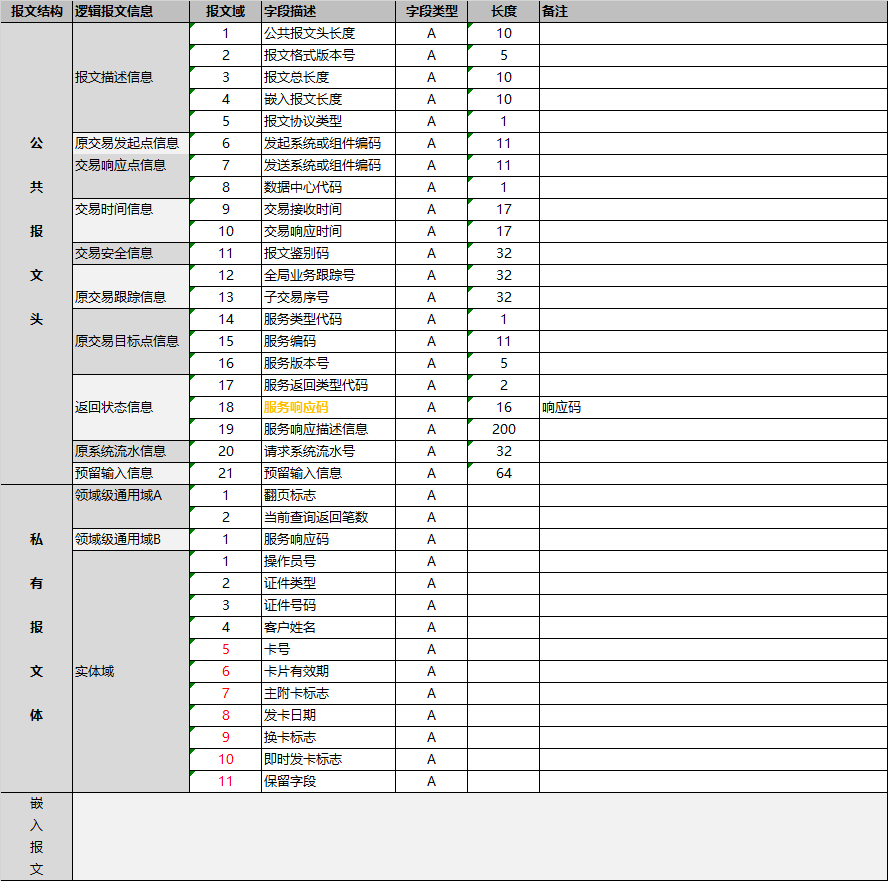 报文结构 逻辑报文信息 报文域 字段描述 字段类型 长度 备注
公共报文头 报文描述信息 1 公共报文头长度 A 10
2 报文格式版本号 A 5
3 报文总长度 A 10
4 嵌入报文长度 A 10
5 报文协议类型 A 1
原交易发起点信息 6 发起系统或组件编码 A 11
交易响应点信息 7 发送系统或组件编码 A 11
8 数据中心代码 A 1
交易时间信息 9 交易接收时间 A 17
10 交易响应时间 A 17
交易安全信息 11 报文鉴别码 A 32
原交易跟踪信息 12 全局业务跟踪号 A 32
13 子交易序号 A 32
原交易目标点信息 14 服务类型代码 A 1
15 服务编码 A 11
16 服务版本号 A 5
返回状态信息 17 服务返回类型代码 A 2
18 服务响应码 A 16 响应码
19 服务响应描述信息 A 200
原系统流水信息 20 请求系统流水号 A 32
预留输入信息 21 预留输入信息 A 64
私有报文体 领域级通用域A 1 翻页标志 A
2 当前查询返回笔数 A
领域级通用域B 1 服务响应码 A
实体域 1 操作员号 A
2 证件类型 A
3 证件号码 A
4 客户姓名 A
5 卡号 A
6 卡片有效期 A
7 主附卡标志 A
8 发卡日期 A
9 换卡标志 A
10 即时发卡标志 A
11 保留字段 A
嵌入报文